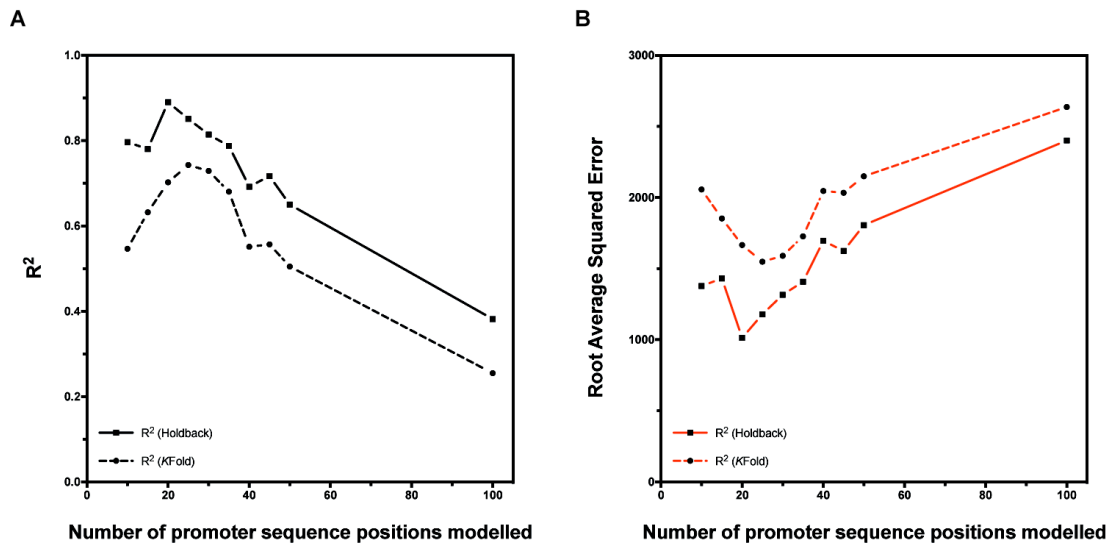 A
1.0
0.8
0.6
0.4
0.2
0.0
R²
R² (Holdback)
R² (KFold)
0 20 40 60 80 100
Number of promoter sequence positions modelled
B
3000
2000
1000
0
Root Average Squared Error
R² (Holdback)
R² (KFold)
0 20 40 60 80 100
Number of promoter sequence positions modelled